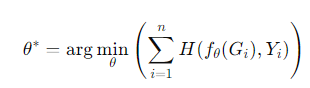 θ* = arg min_θ ( ∑_{i=1}^{n} H(f_θ(G_i), Y_i) )